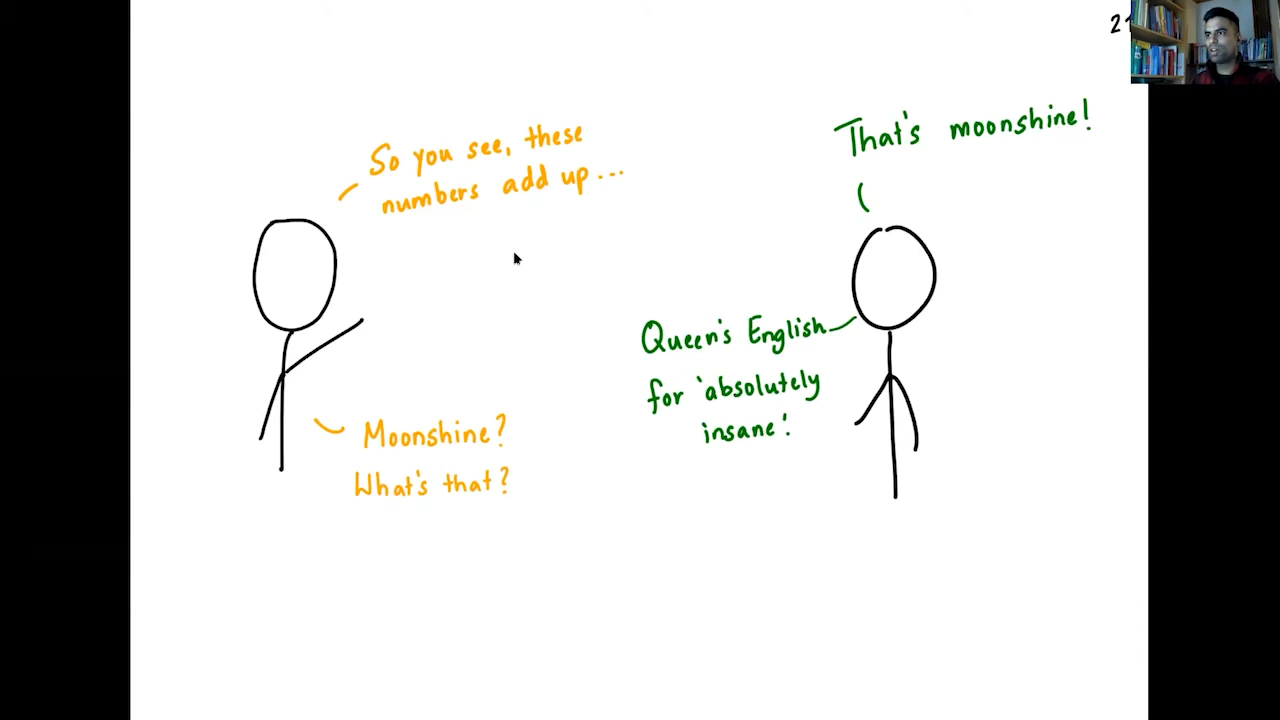 So you see, these
numbers add up...
That's moonshine!
Moonshine?
What's that?
Queen's English
for 'absolutely
insane'.